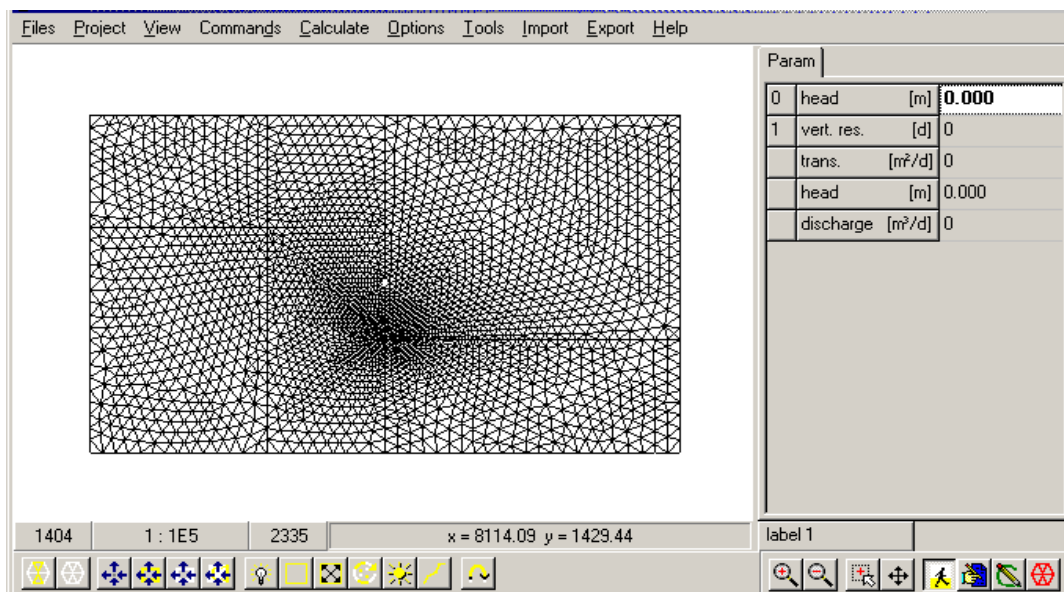 Files Project View Commands Calculate Options Tools Import Export Help
Param
0 head [m] 0.000
1 vert. res. [d] 0
trans. [m²/d] 0
head [m] 0.000
discharge [m³/d] 0
1404 1 : 1E5 2335 x = 8114.09 y = 1429.44 label 1